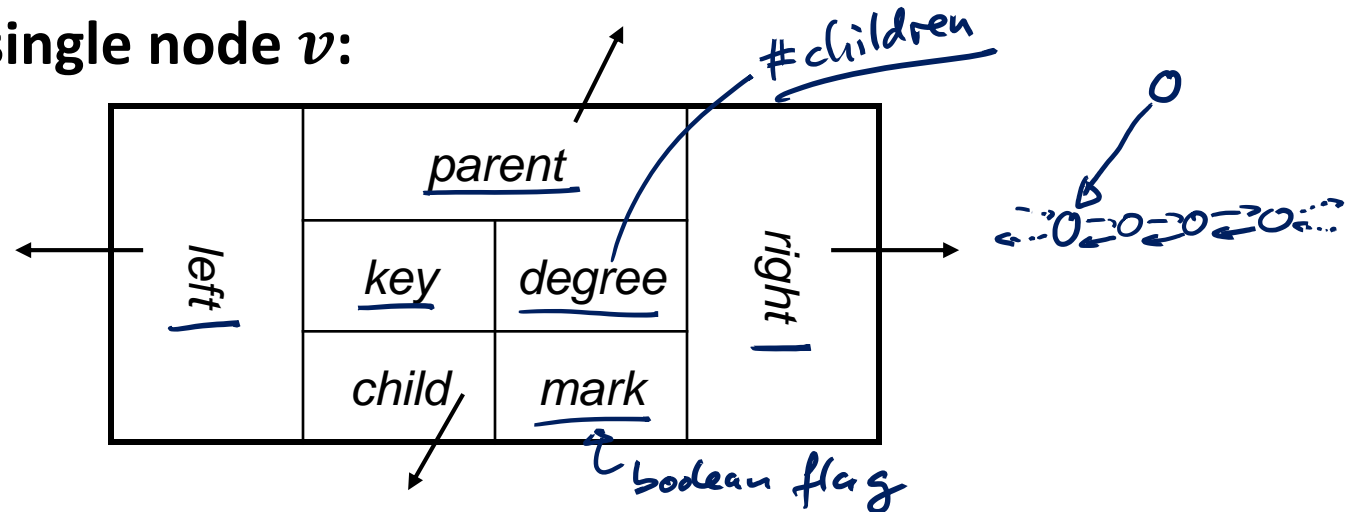 single node v:
#children
parent
left
key
degree
right
child
mark
boolean flag